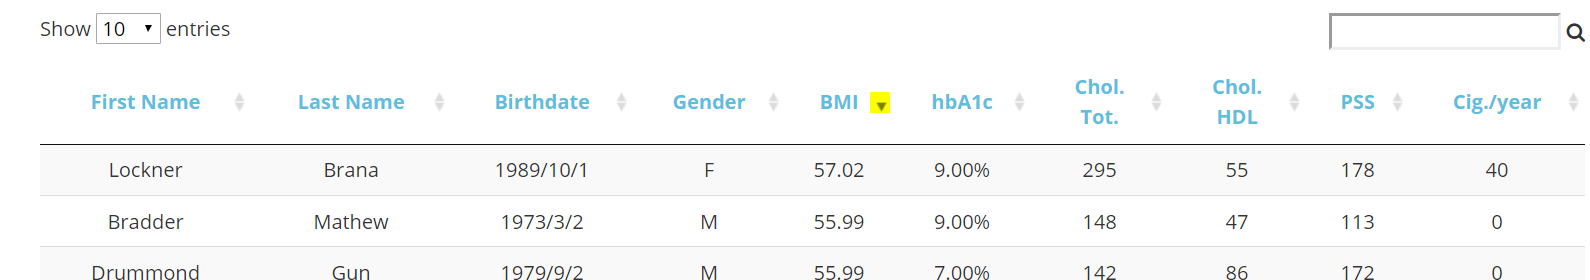 Show 10 entries
First Name Last Name Birthdate Gender BMI hbA1c Chol. Tot. Chol. HDL PSS Cig./year
Lockner Brana 1989/10/1 F 57.02 9.00% 295 55 178 40
Bradder Mathew 1973/3/2 M 55.99 9.00% 148 47 113 0
Drummond Gun 1979/9/2 M 55.99 7.00% 142 86 172 0